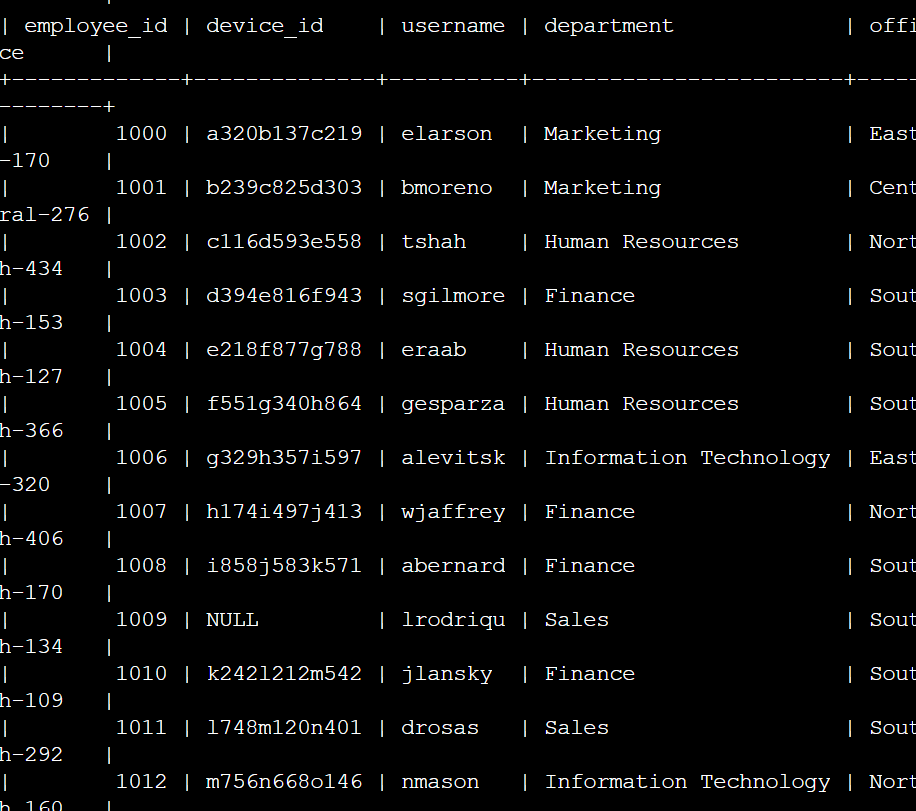 | employee_id | device_id    | username | department             | offi
ce      |
+-------------+--------------+----------+------------------------+-----
--------+
|        1000 | a320b137c219 | elarson  | Marketing              | East
-170    |
|        1001 | b239c825d303 | bmoreno  | Marketing              | Cent
ral-276 |
|        1002 | c116d593e558 | tshah    | Human Resources        | Nort
h-434   |
|        1003 | d394e816f943 | sgilmore | Finance                | Sout
h-153   |
|        1004 | e218f877g788 | eraab    | Human Resources        | Sout
h-127   |
|        1005 | f551g340h864 | gesparza | Human Resources        | Sout
h-366   |
|        1006 | g329h357i597 | alevitsk | Information Technology | East
-320    |
|        1007 | h174i497j413 | wjaffrey | Finance                | Nort
h-406   |
|        1008 | i858j583k571 | abernard | Finance                | Sout
h-170   |
|        1009 | NULL         | lrodriqu | Sales                  | Sout
h-134   |
|        1010 | k242l212m542 | jlansky  | Finance                | Sout
h-109   |
|        1011 | l748m120n401 | drosas   | Sales                  | Sout
h-292   |
|        1012 | m756n668o146 | nmason   | Information Technology | Nort
h-160   |